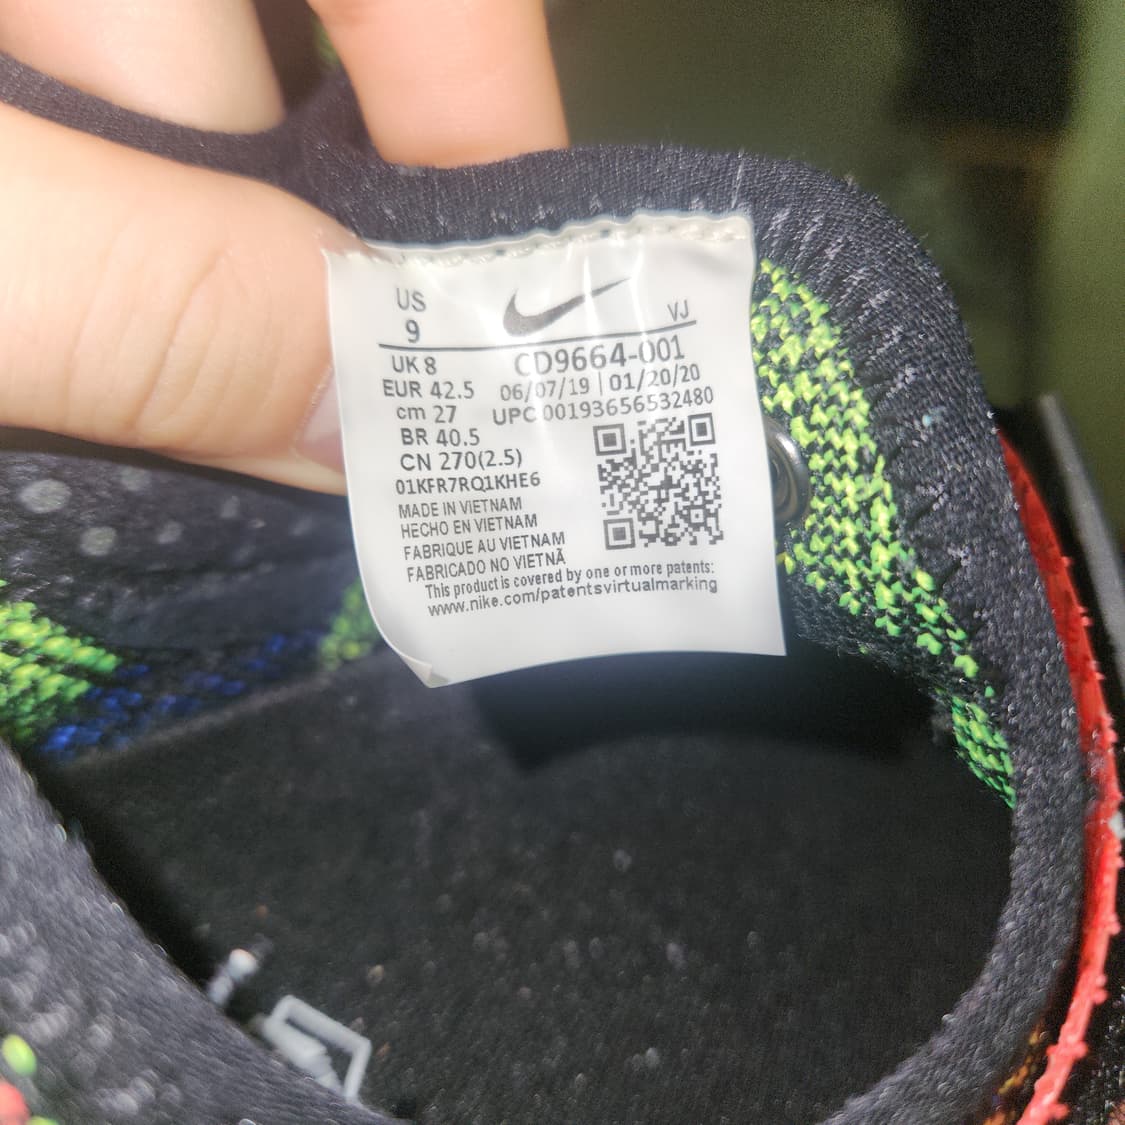 US
9
VJ
UK 8
CD9664-001
EUR 42.5
06/07/19 | 01/20/20
cm 27
UPC 00193656532480
BR 40.5
CN 270(2.5)
01KFR7RQ1KHE6
MADE IN VIETNAM
HECHO EN VIETNAM
FABRIQUE AU VIETNAM
FABRICADO NO VIETNÃ
This product is covered by one or more patents:
www.nike.com/patentsvirtualmarking